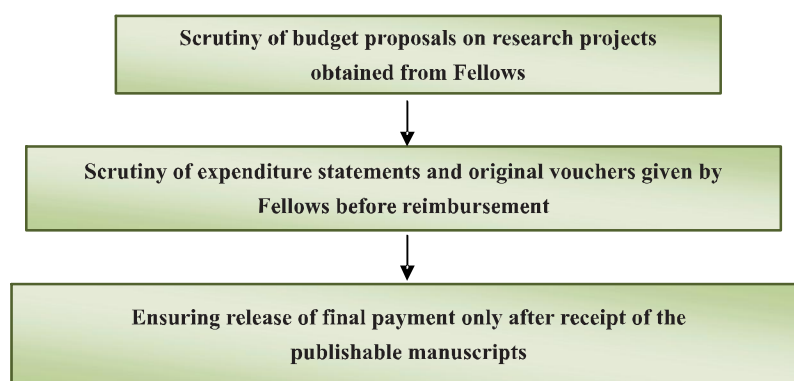 Scrutiny of budget proposals on research projects
obtained from Fellows
Scrutiny of expenditure statements and original vouchers given by
Fellows before reimbursement
Ensuring release of final payment only after receipt of the
publishable manuscripts